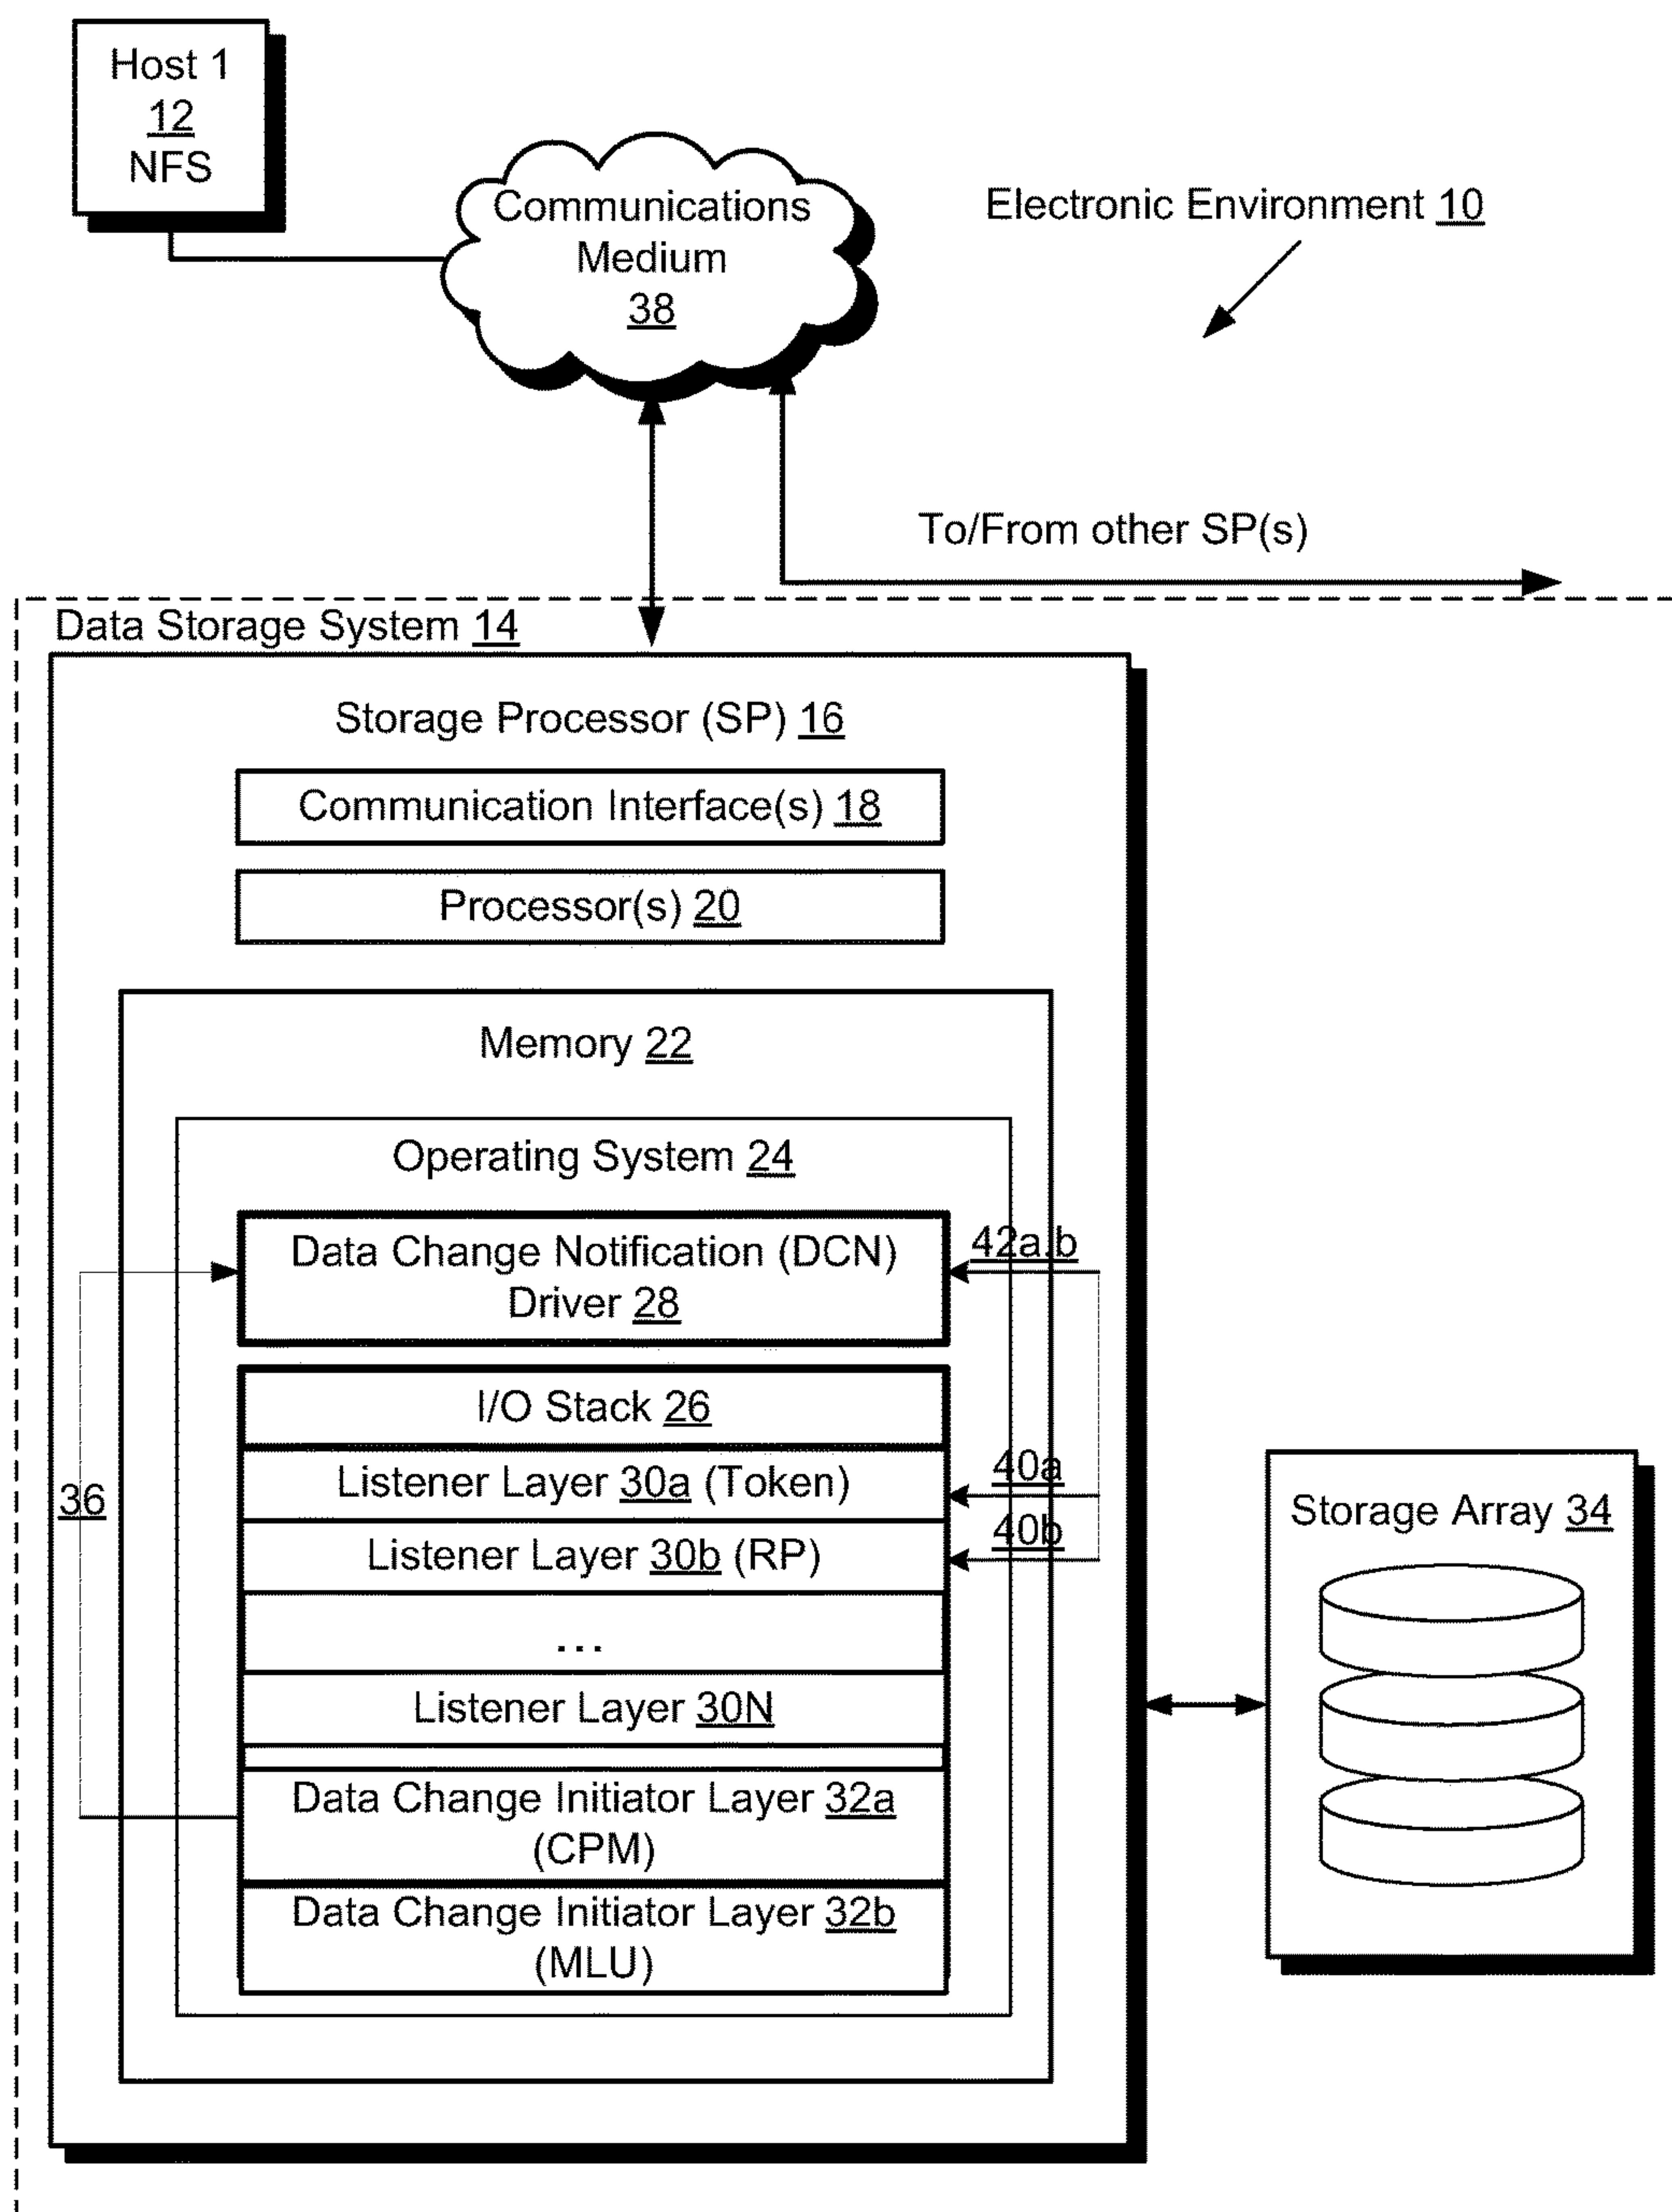 Host 1
12
NFS
Communications
Medium
38
Electronic Environment 10
To/From other SP(s)
Data Storage System 14
Storage Processor (SP) 16
Communication Interface(s) 18
Processor(s) 20
Memory 22
Operating System 24
Data Change Notification (DCN)
Driver 28
42a.b
I/O Stack 26
Listener Layer 30a (Token)
40a
36
Listener Layer 30b (RP)
40b
...
Listener Layer 30N
Data Change Initiator Layer 32a
(CPM)
Data Change Initiator Layer 32b
(MLU)
Storage Array 34